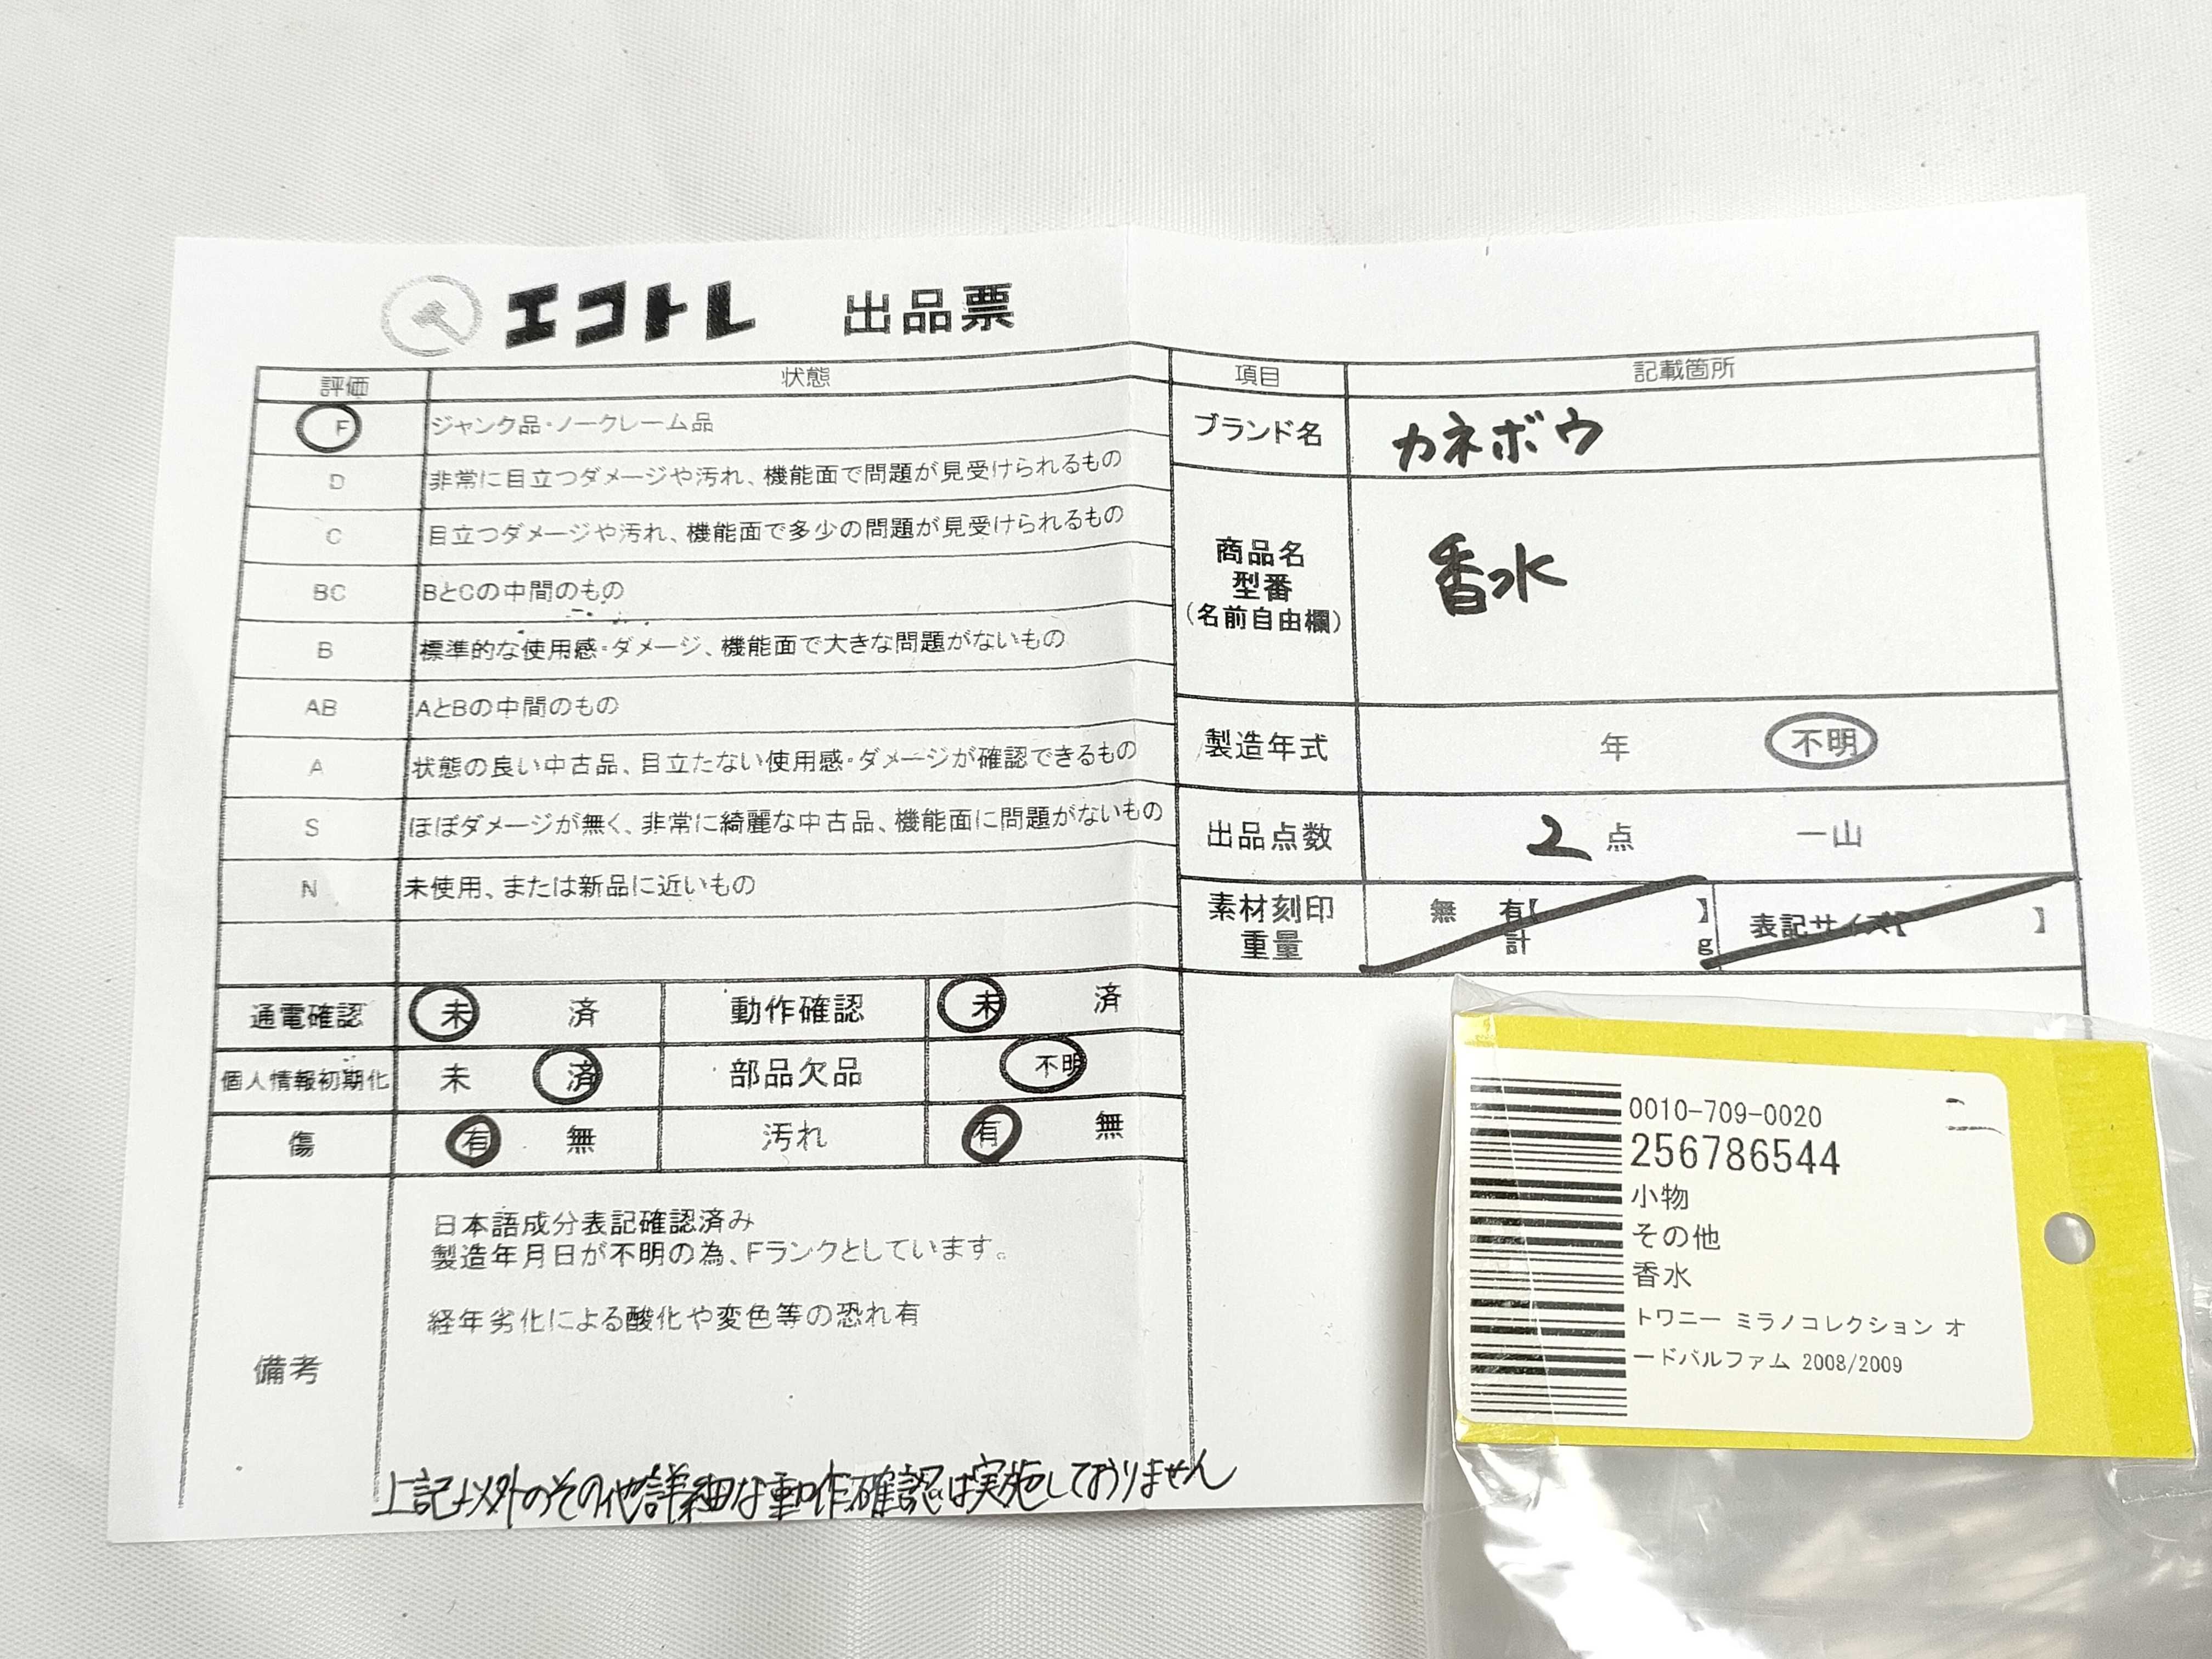 エコトレ 出品票
評価 状態
F ジャンク品・ノークレーム品
D 非常に目立つダメージや汚れ、機能面で問題が見受けられるもの
C 目立つダメージや汚れ、機能面で多少の問題が見受けられるもの
BC BとCの中間のもの
B 標準的な使用感・ダメージ、機能面で大きな問題がないもの
AB AとBの中間のもの
A 状態の良い中古品、目立たない使用感・ダメージが確認できるもの
S ほぼダメージが無く、非常に綺麗な中古品、機能面に問題がないもの
N 未使用、または新品に近いもの
通電確認 未 済 動作確認 未 済
個人情報初期化 未 済 部品欠品 不明
傷 有 無 汚れ 有 無
備考
日本語成分表記確認済み
製造年月日が不明の為、Fランクとしています。
経年劣化による酸化や変色等の恐れ有
上記以外のその他詳細な動作確認は実施しておりません
項目 記載箇所
ブランド名 カネボウ
商品名
型番
(名前自由欄)
香水
製造年式 年 不明
出品点数 2 点 一山
素材刻印
重量
無 有【 】
計 g
表記サイズ【 】
0010-709-0020
256786544
小物
その他
香水
トワニー ミラノコレクション オ
ードパルファム 2008/2009